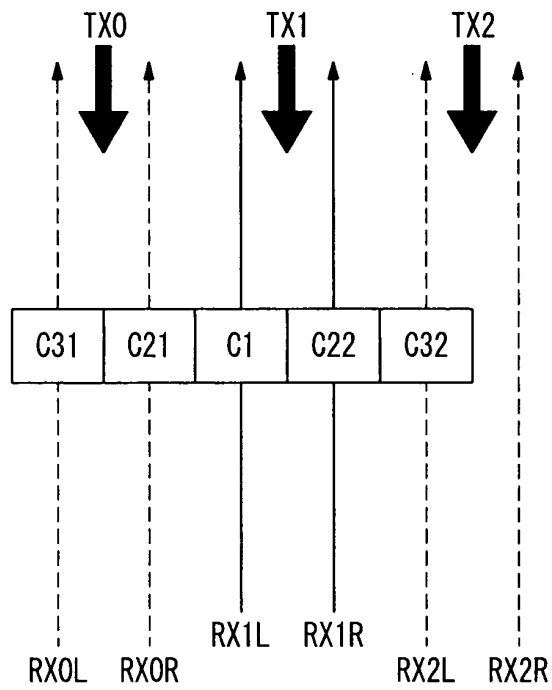 TX0 TX1 TX2
C31 C21 C1 C22 C32
RX1L RX1R
RX0L RX0R RX2L RX2R